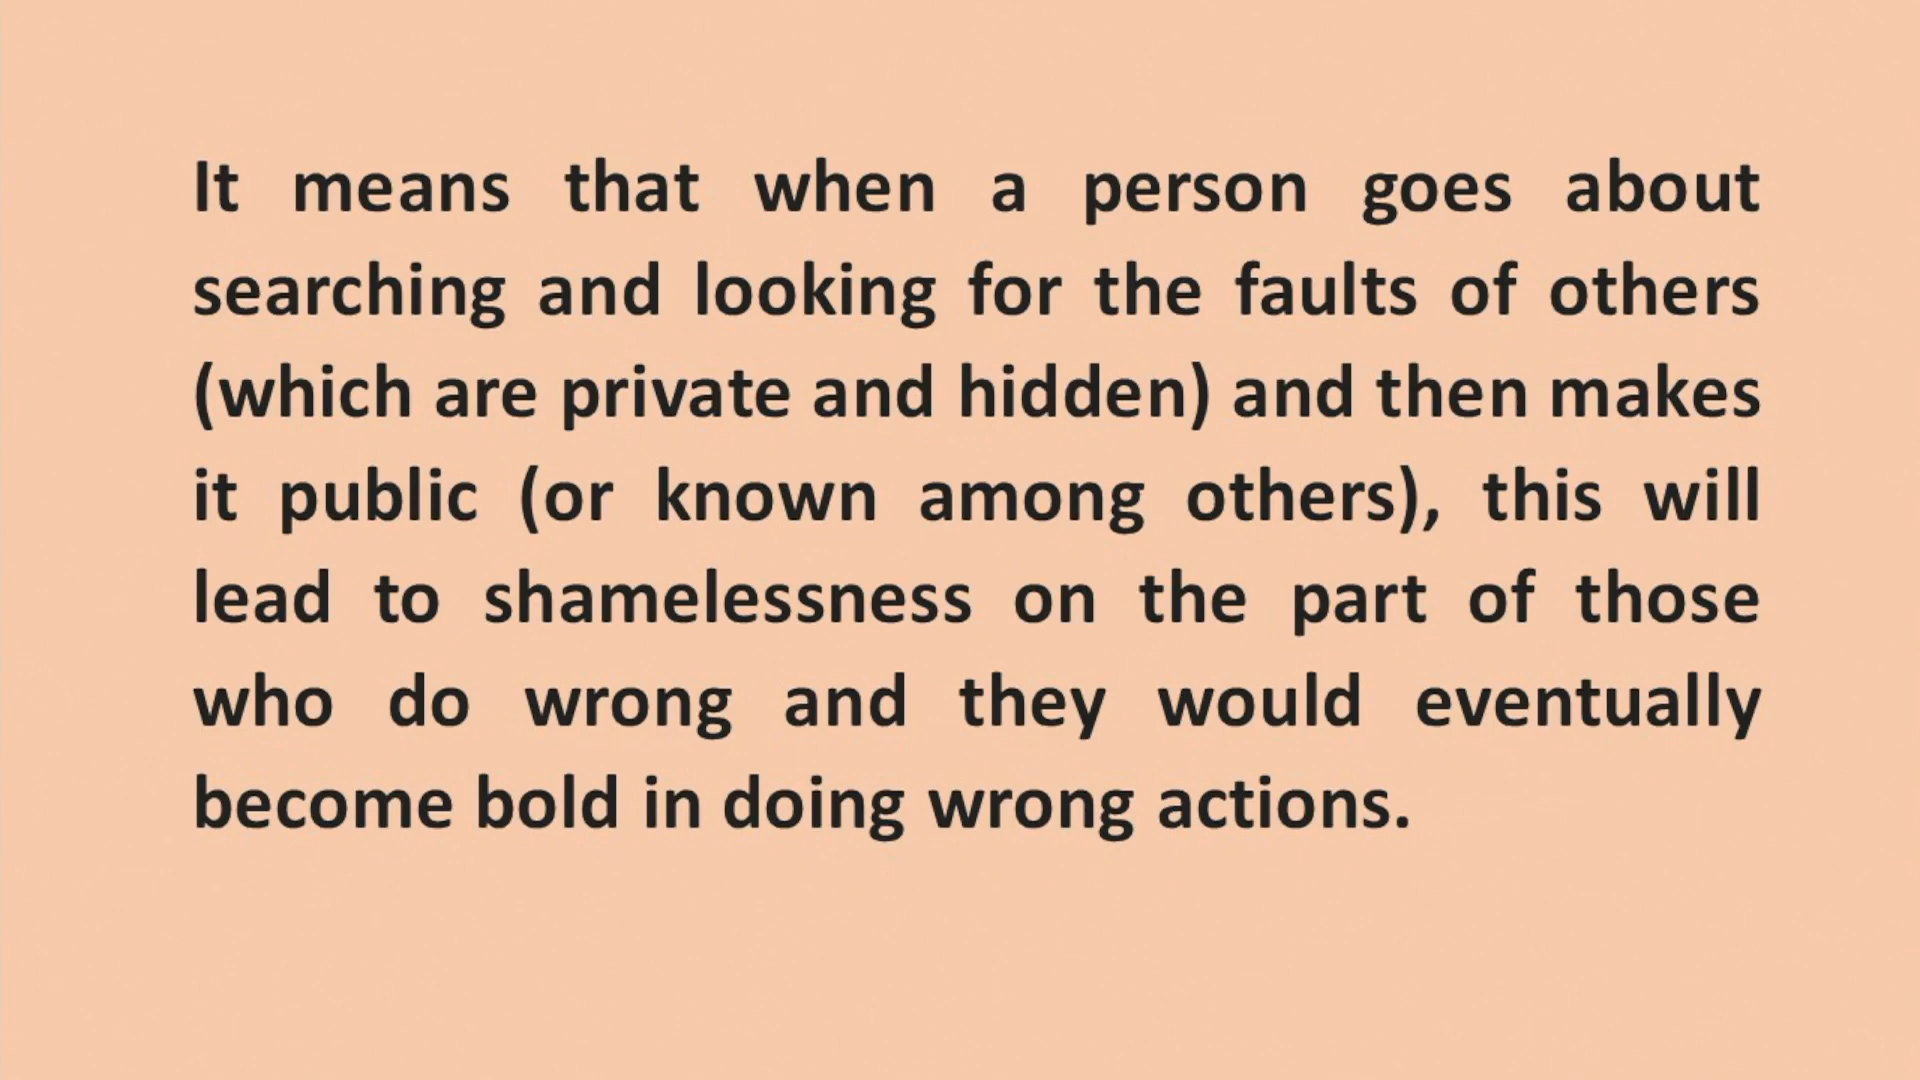 It means that when a person goes about
searching and looking for the faults of others
(which are private and hidden) and then makes
it public (or known among others), this will
lead to shamelessness on the part of those
who do wrong and they would eventually
become bold in doing wrong actions.